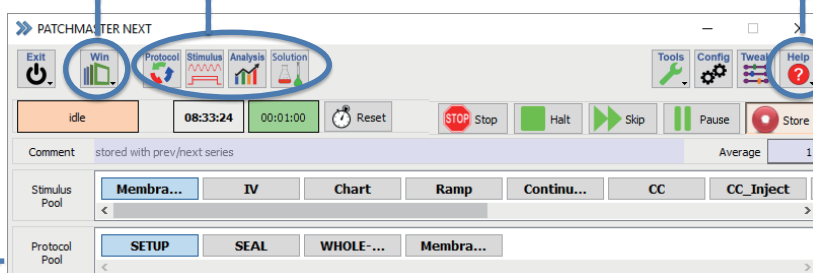 PATCHMASTER NEXT
Exit Win Protocol Stimulus Analysis Solution Tools Config Tweak Help
idle 08:33:24 00:01:00 Reset STOP Stop Halt Skip Pause Store
Comment stored with prev/next series Average 1
Stimulus Pool Membra... IV Chart Ramp Continu... CC CC_Inject
Protocol Pool SETUP SEAL WHOLE-... Membra...